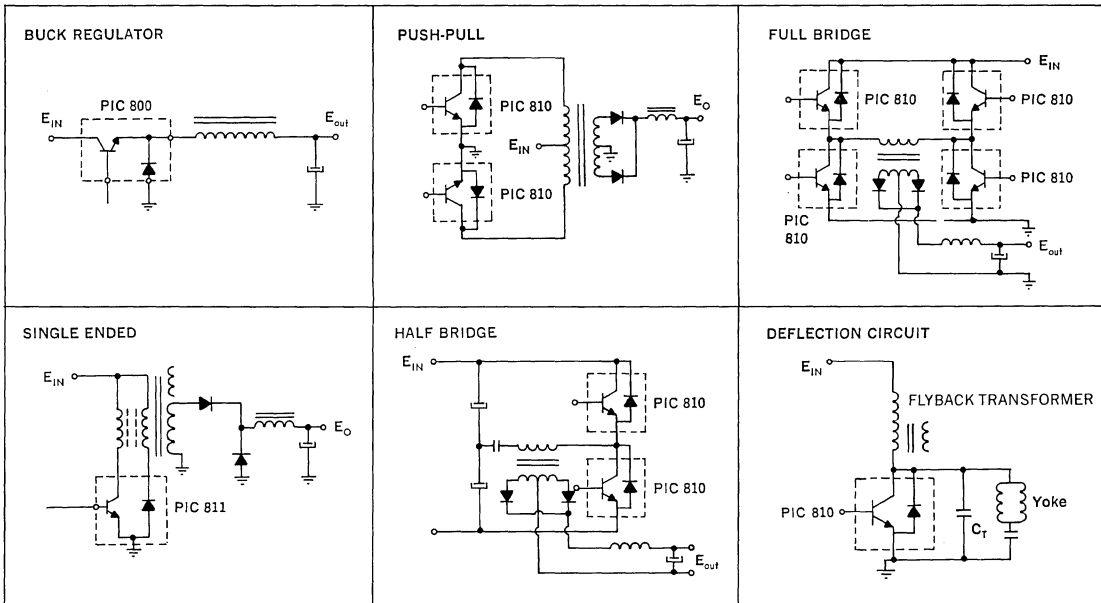 BUCK REGULATOR
PIC 800
E_IN
E_out
PUSH-PULL
PIC 810
E_O
E_IN
PIC 810
FULL BRIDGE
E_IN
PIC 810
PIC 810
PIC 810
PIC
810
E_out
SINGLE ENDED
E_IN
E_O
PIC 811
HALF BRIDGE
E_IN
PIC 810
PIC 810
E_out
DEFLECTION CIRCUIT
E_IN
FLYBACK TRANSFORMER
PIC 810
C_T
Yoke